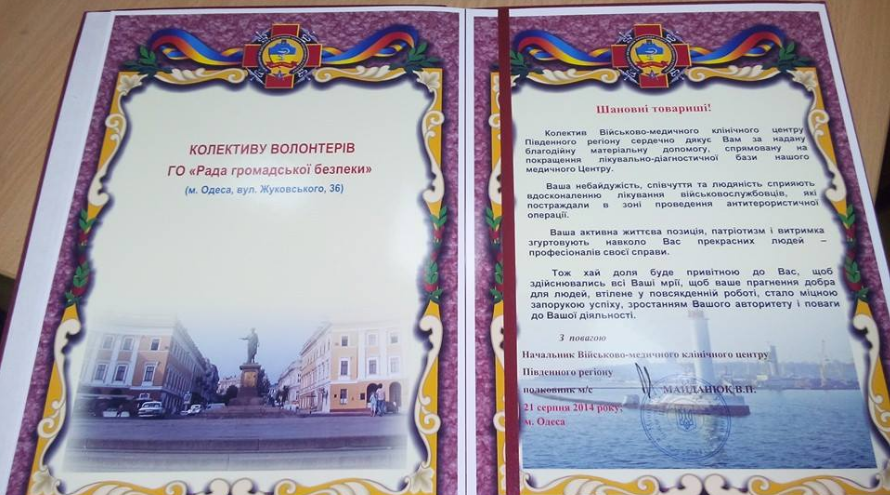 КОЛЕКТИВУ ВОЛОНТЕРІВ
ГО «Рада громадської безпеки»
(м. Одеса, вул. Жуковського, 36)
Шановні товариші!
Колектив Військово-медичного клінічного центру
Південного регіону сердечно дякує Вам за надану
благодійну матеріальну допомогу, спрямовану на
покращення лікувально-діагностичної бази нашого
медичного Центру.
Ваша небайдужість, співчуття та людяність сприяють
вдосконаленню лікування військовослужбовців, які
постраждали в зоні проведення антитерористичної
операції.
Ваша активна життєва позиція, патріотизм і витримка
згуртовують навколо Вас прекрасних людей –
професіоналів своєї справи.
Тож хай доля буде привітною до Вас, щоб
здійснювались всі Ваші мрії, щоб ваше прагнення добра
для людей, втілене у повсякденній роботі, стало міцною
запорукою успіху, зростанням Вашого авторитету і поваги
до Вашої діяльності.
З повагою
Начальник Військово-медичного клінічного центру
Південного регіону
полковник м/с МАЙДАНЮК В.П.
21 серпня 2014 року,
м. Одеса